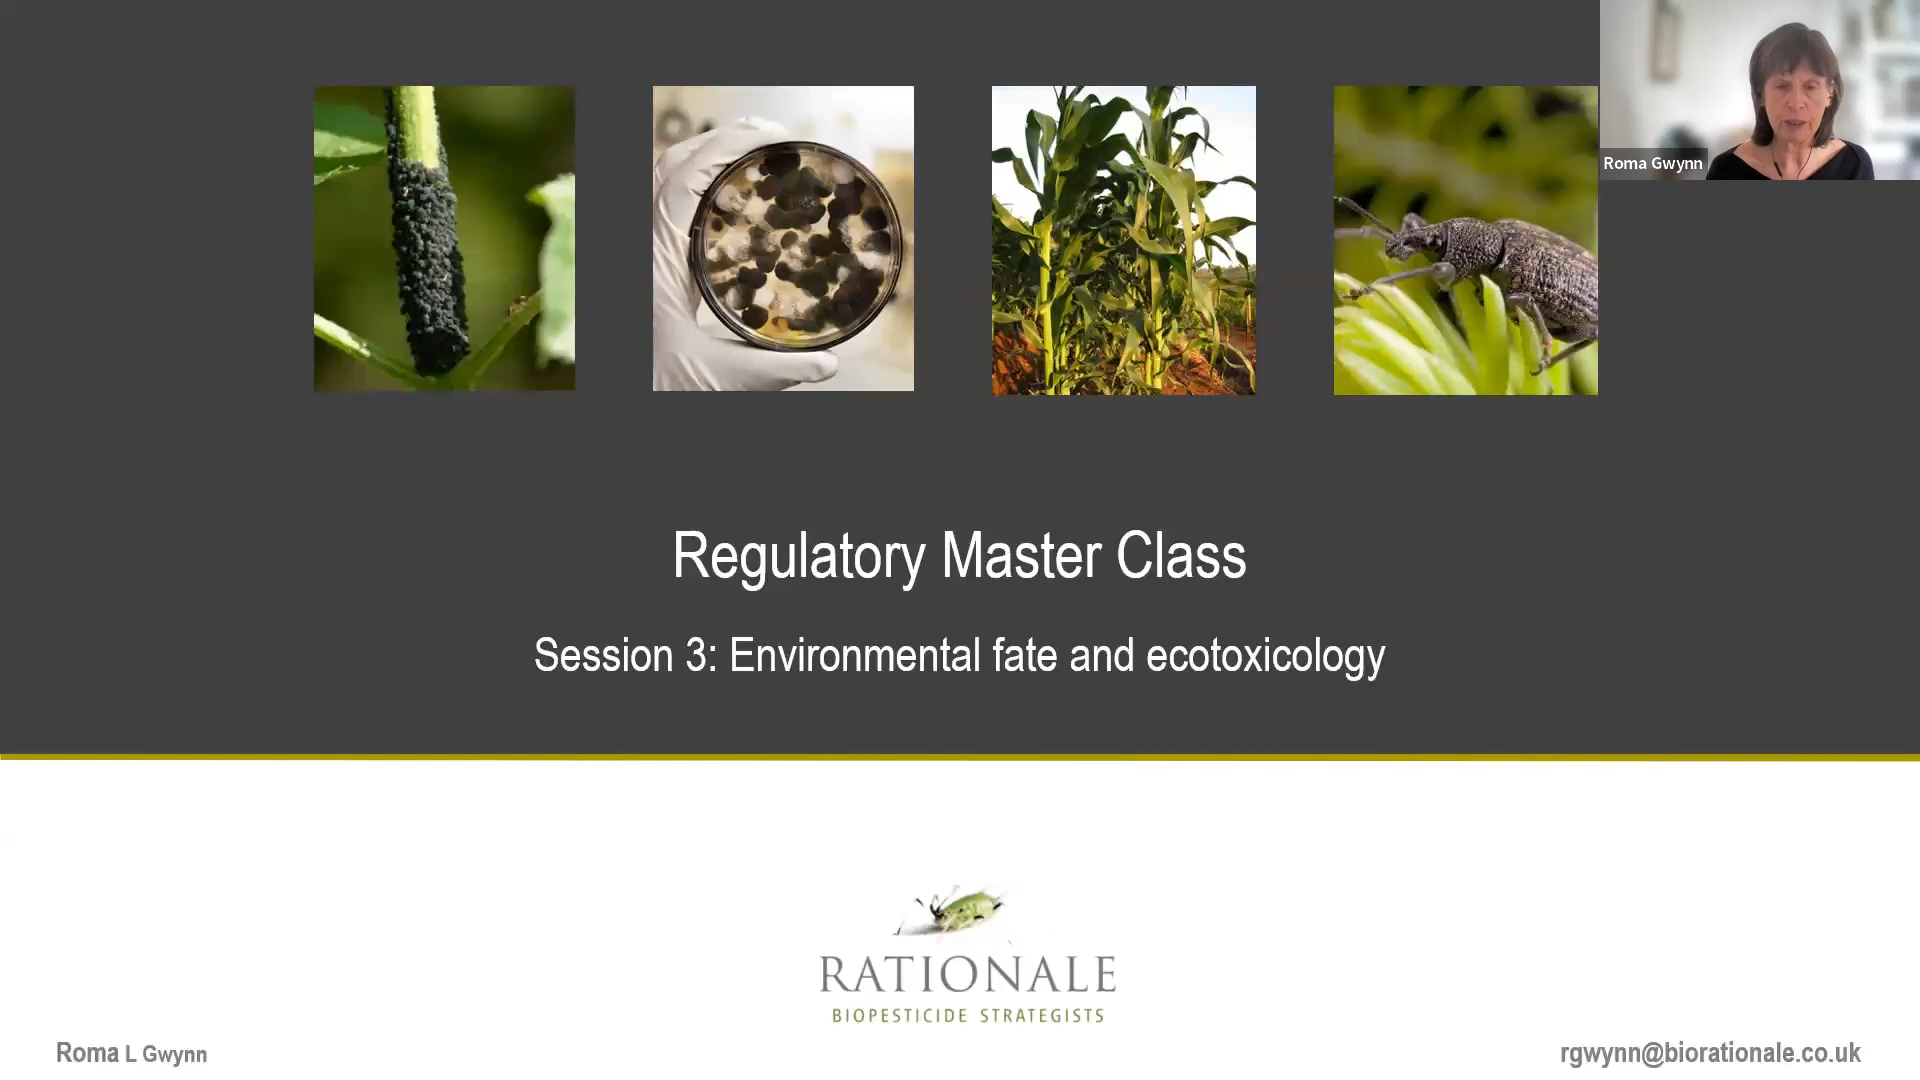 Roma Gwynn
Regulatory Master Class
Session 3: Environmental fate and ecotoxicology
RATIONALE
BIOPESTICIDE STRATEGISTS
Roma L Gwynn
rgwynn@biorationale.co.uk